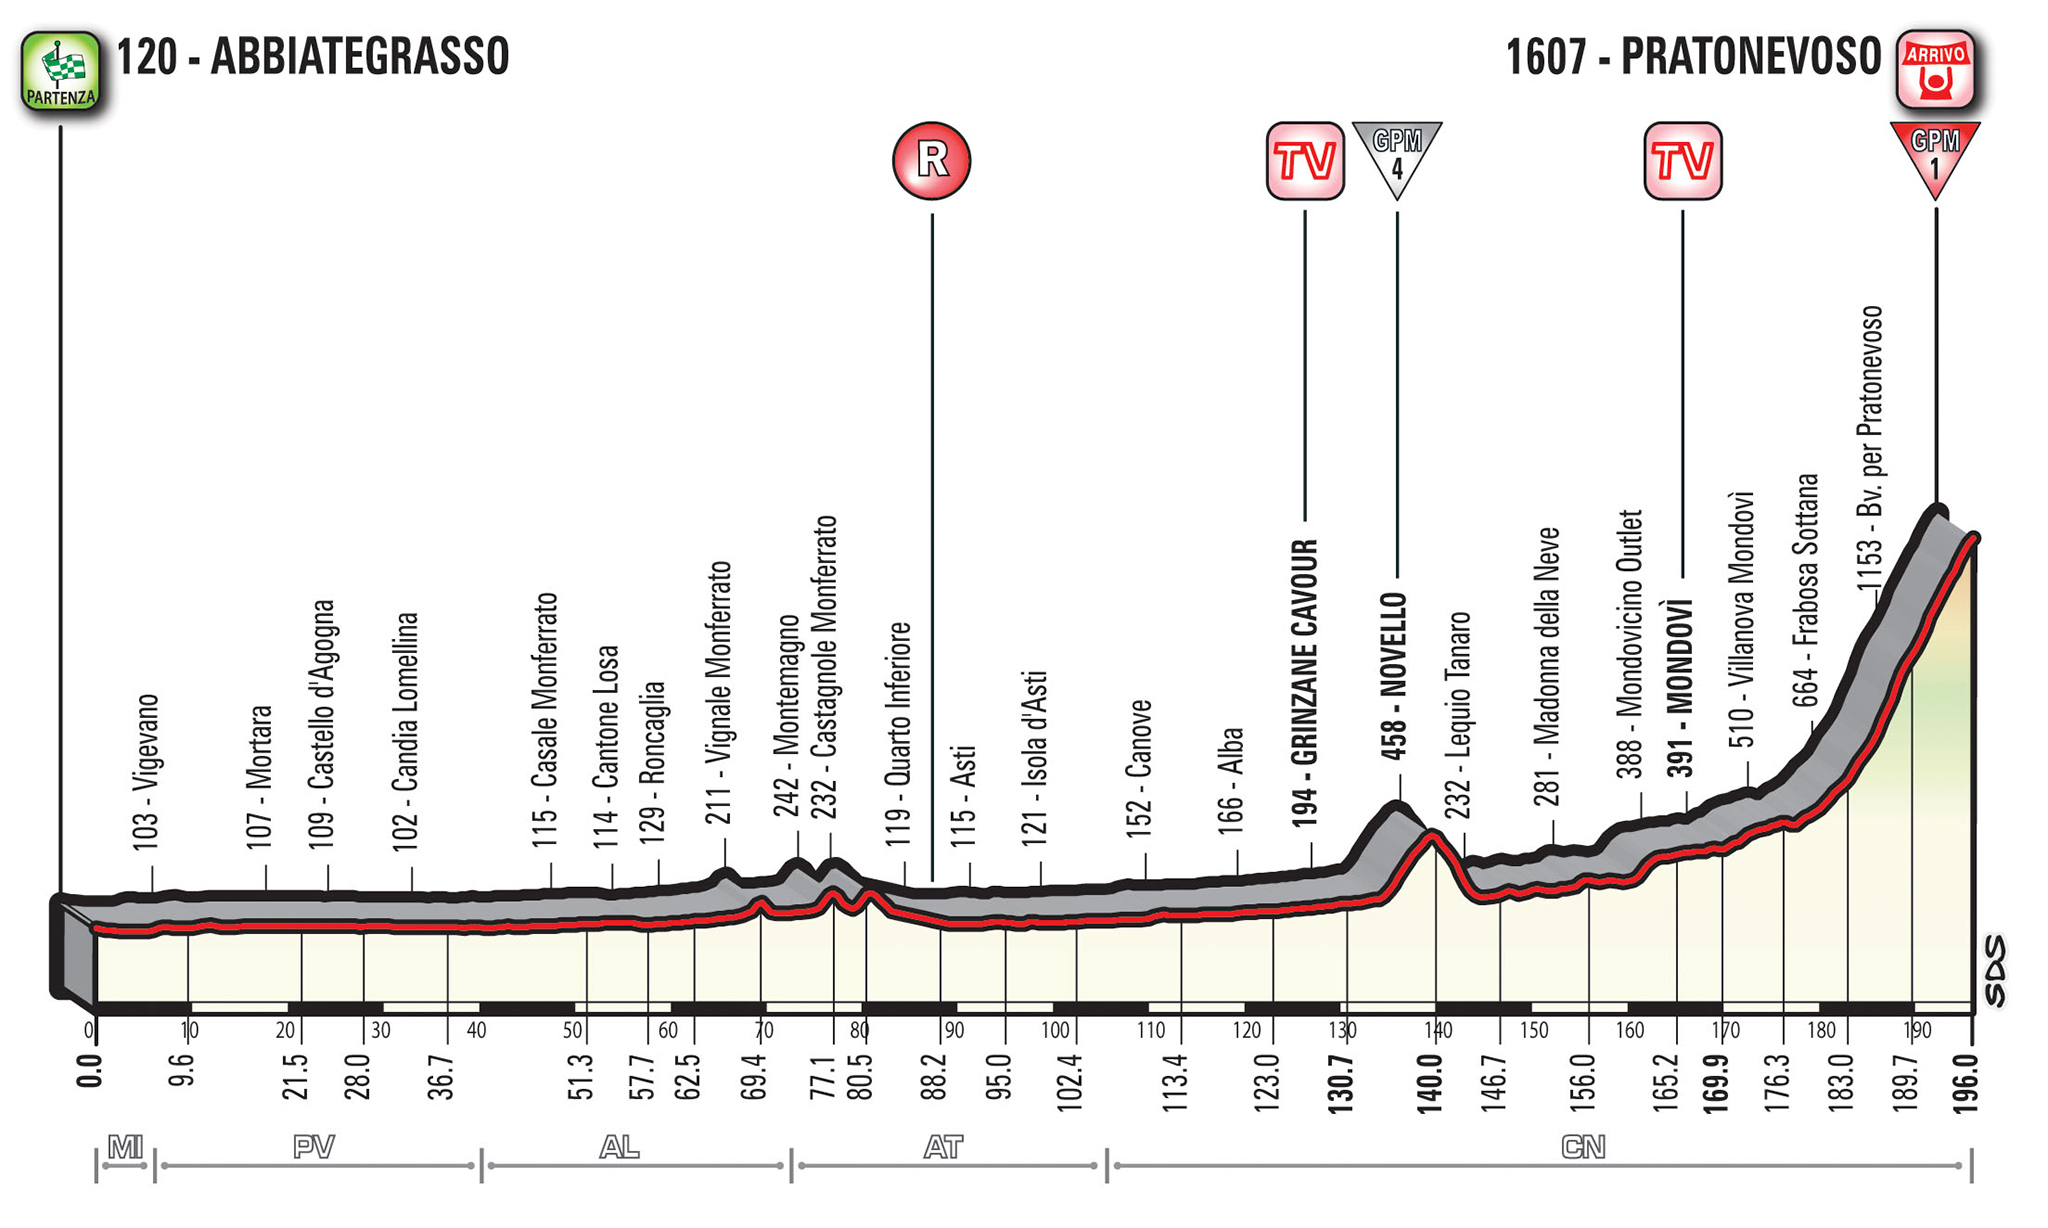 PARTENZA
120 - ABBIATEGRASSO
1607 - PRATONEVOSO
ARRIVO
R
TV
GPM
4
TV
GPM
1
103 - Vigevano
107 - Mortara
109 - Castello d'Agogna
102 - Candia Lomellina
115 - Casale Monferrato
114 - Cantone Losa
129 - Roncaglia
211 - Vignale Monferrato
242 - Montemagno
232 - Castagnole Monferrato
119 - Quarto Inferiore
115 - Asti
121 - Isola d'Asti
152 - Canove
166 - Alba
194 - GRINZANE CAVOUR
458 - NOVELLO
232 - Lequio Tanaro
281 - Madonna della Neve
388 - Mondovicino Outlet
391 - MONDOVÌ
510 - Villanova Mondovì
664 - Frabosa Sottana
1153 - Bv. per Pratonevoso
SDS
0 10 20 30 40 50 60 70 80 90 100 110 120 130 140 150 160 170 180 190
0.0 9.6 21.5 28.0 36.7 51.3 57.7 62.5 69.4 77.1 80.5 88.2 95.0 102.4 113.4 123.0 130.7 140.0 146.7 156.0 165.2 169.9 176.3 183.0 189.7 196.0
MI PV AL AT CN